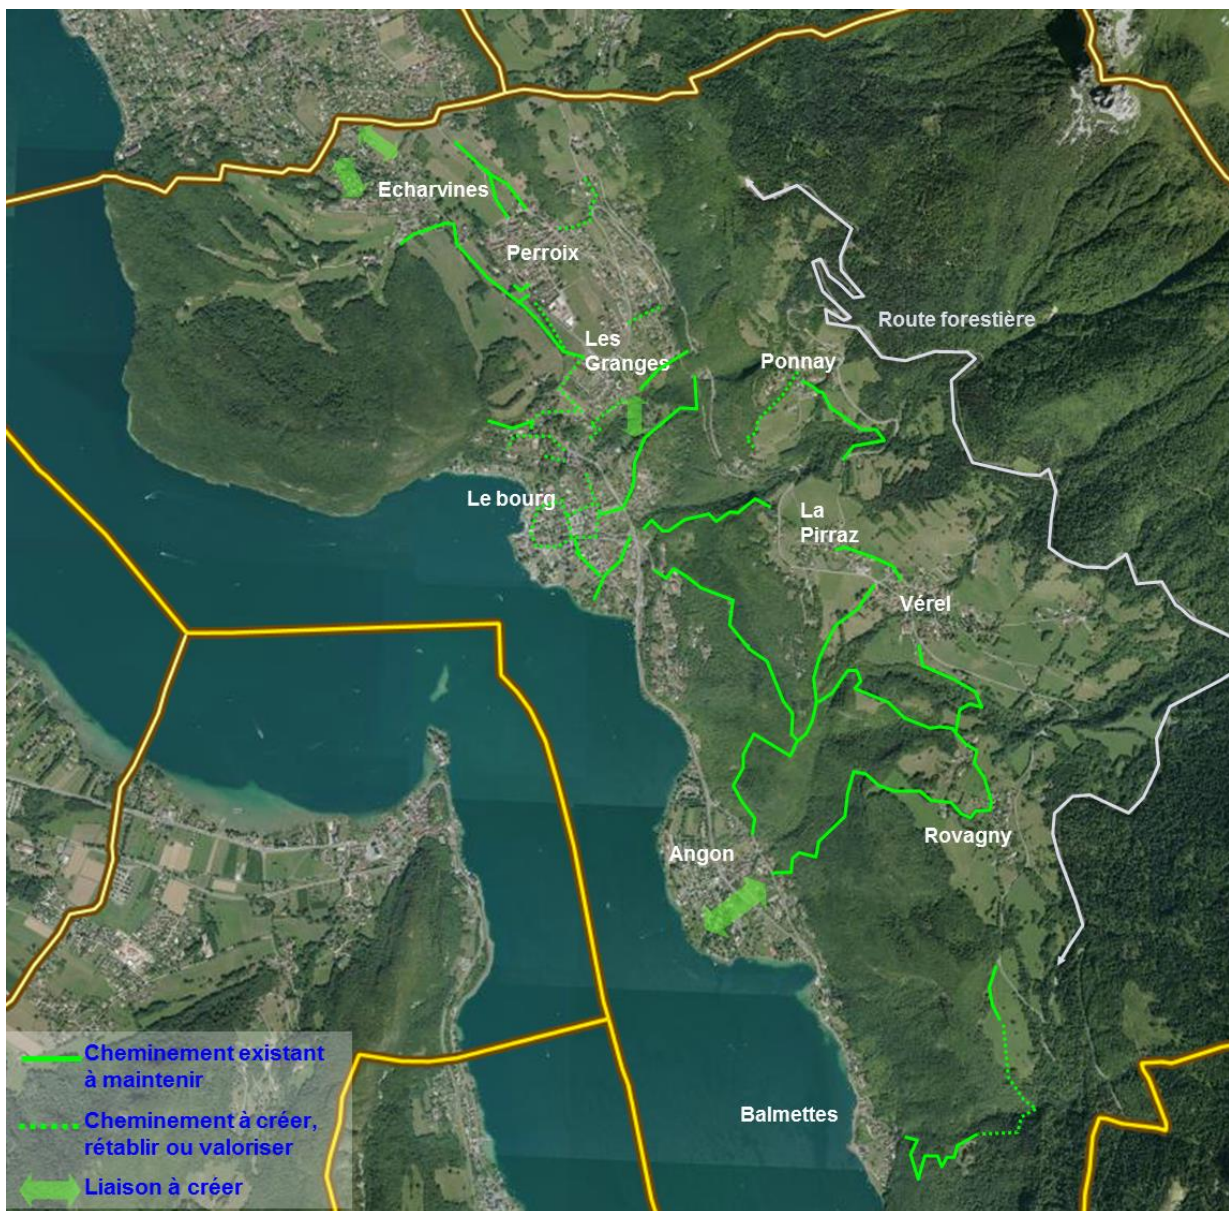 Echarvines
Perroix
Route forestière
Les
Granges
Ponnay
Le bourg
La
Pirraz
Vérel
Rovagny
Angon
Balmettes
Cheminement existant
à maintenir
Cheminement à créer,
rétablir ou valoriser
Liaison à créer